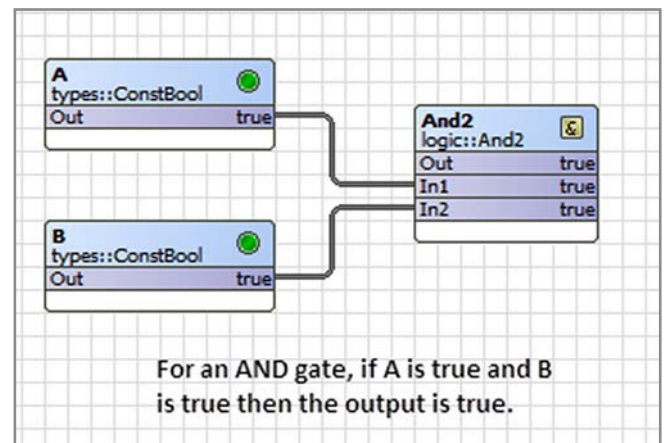 A
types::ConstBool
Out true
And2
logic::And2
&
Out true
In1 true
In2 true
B
types::ConstBool
Out true
For an AND gate, if A is true and B
is true then the output is true.